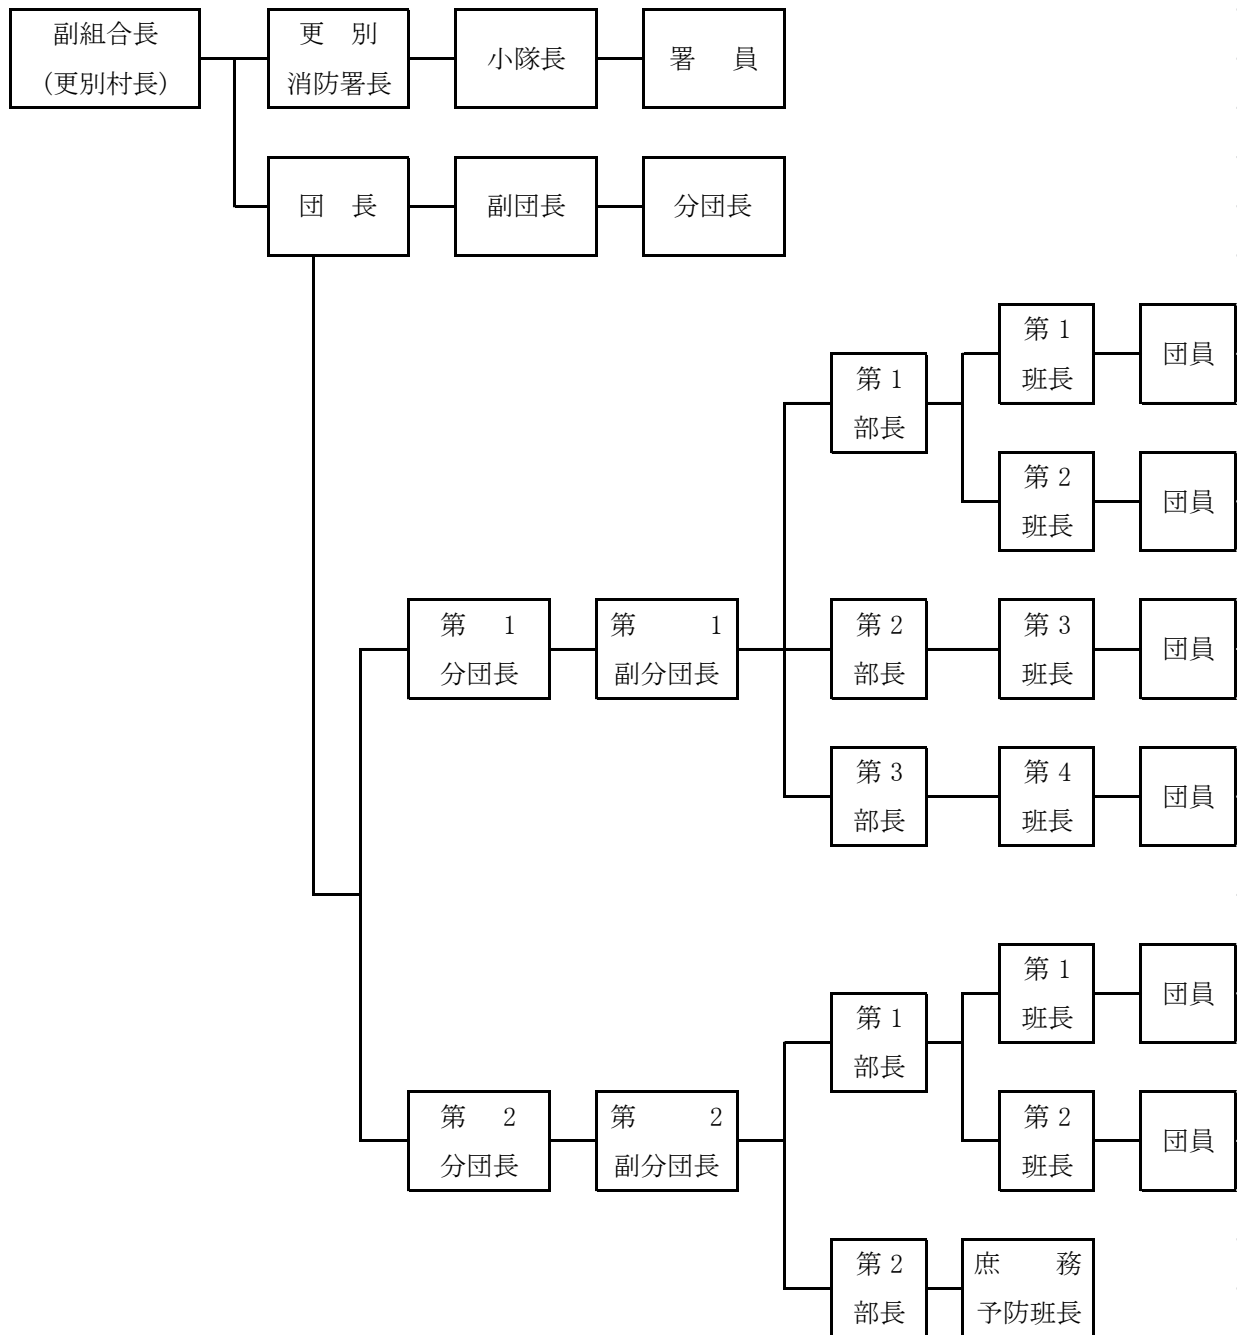 副組合長
(更別村長)
更　別
消防署長
小隊長
署　員
団　長
副団長
分団長
第 1
部長
第 1
班長
団員
第 2
班長
団員
第　1
分団長
第　　1
副分団長
第 2
部長
第 3
班長
団員
第 3
部長
第 4
班長
団員
第 1
部長
第 1
班長
団員
第　2
分団長
第　　2
副分団長
第 2
班長
団員
第 2
部長
庶　　務
予防班長